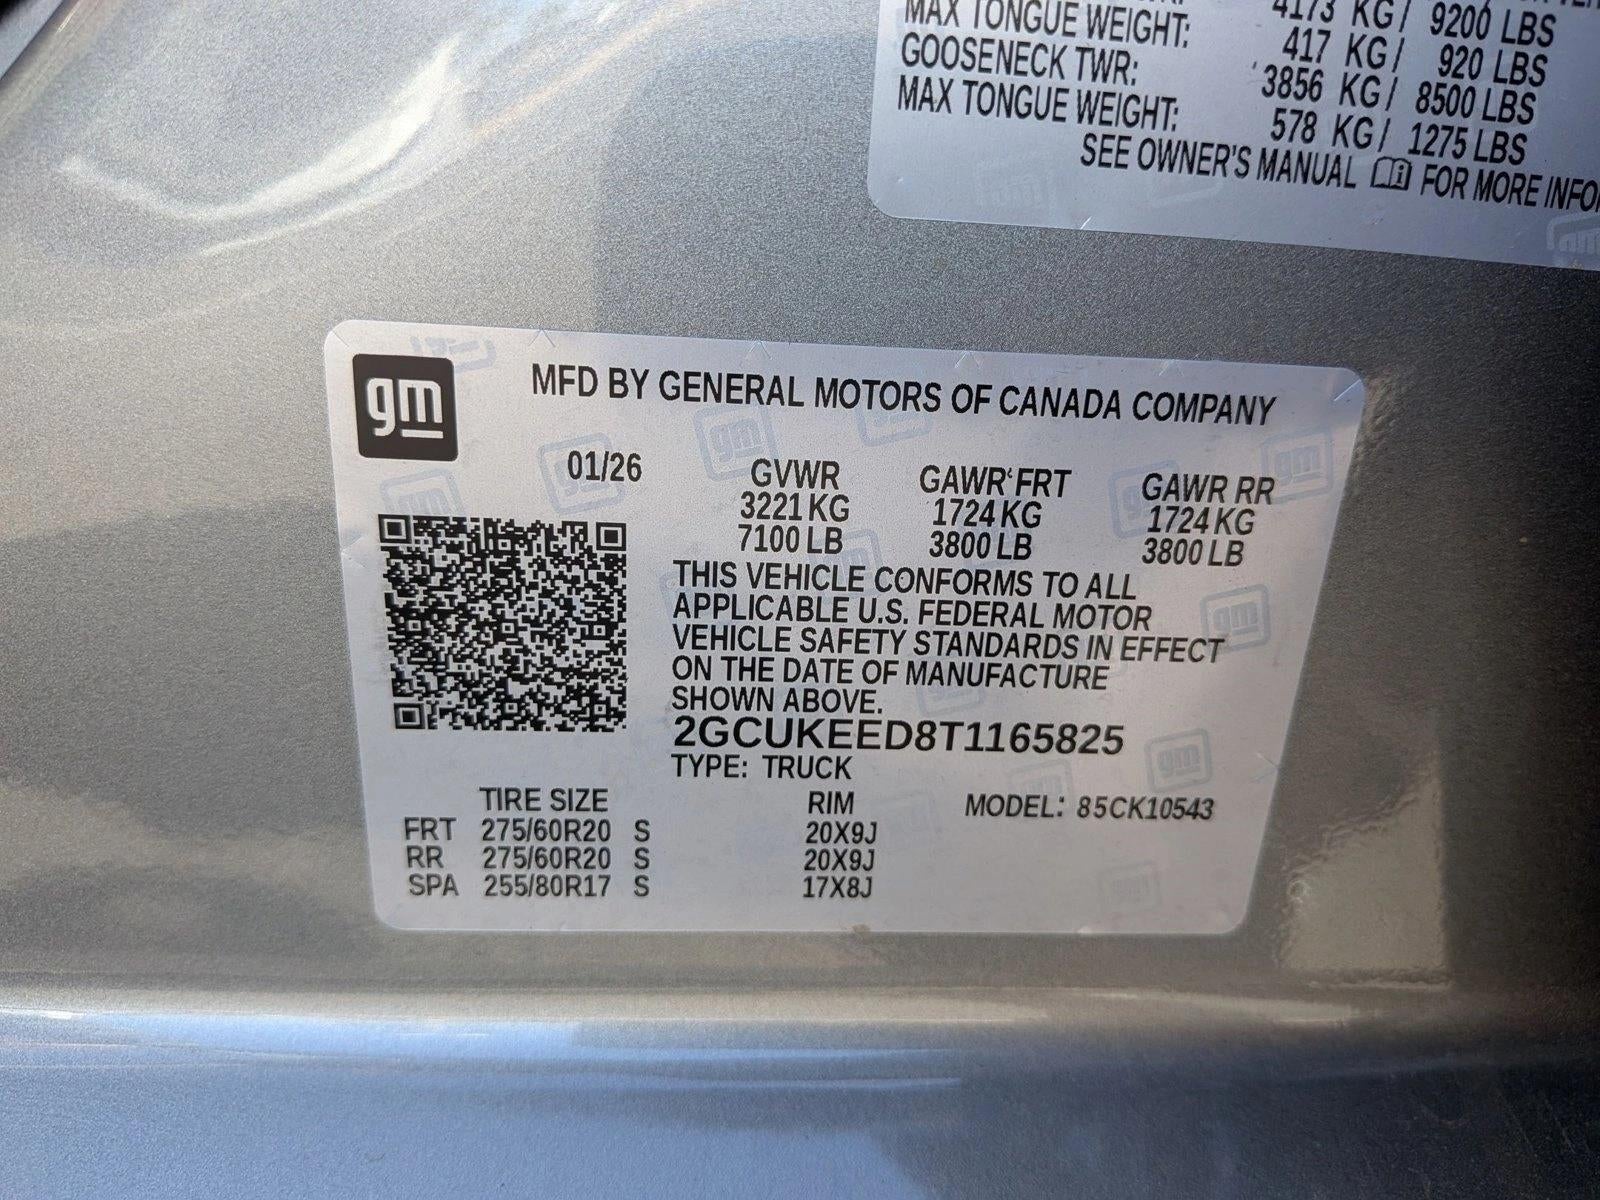 4173 KG/ 9200 LBS
MAX TONGUE WEIGHT: 417 KG/ 920 LBS
GOOSENECK TWR: 3856 KG/ 8500 LBS
MAX TONGUE WEIGHT: 578 KG/ 1275 LBS
SEE OWNER'S MANUAL FOR MORE INFO
gm
MFD BY GENERAL MOTORS OF CANADA COMPANY
01/26 GVWR GAWR FRT GAWR RR
3221 KG 1724 KG 1724 KG
7100 LB 3800 LB 3800 LB
THIS VEHICLE CONFORMS TO ALL
APPLICABLE U.S. FEDERAL MOTOR
VEHICLE SAFETY STANDARDS IN EFFECT
ON THE DATE OF MANUFACTURE
SHOWN ABOVE.
2GCUKEED8T1165825
TYPE: TRUCK
TIRE SIZE RIM MODEL: 85CK10543
FRT 275/60R20 S 20X9J
RR 275/60R20 S 20X9J
SPA 255/80R17 S 17X8J